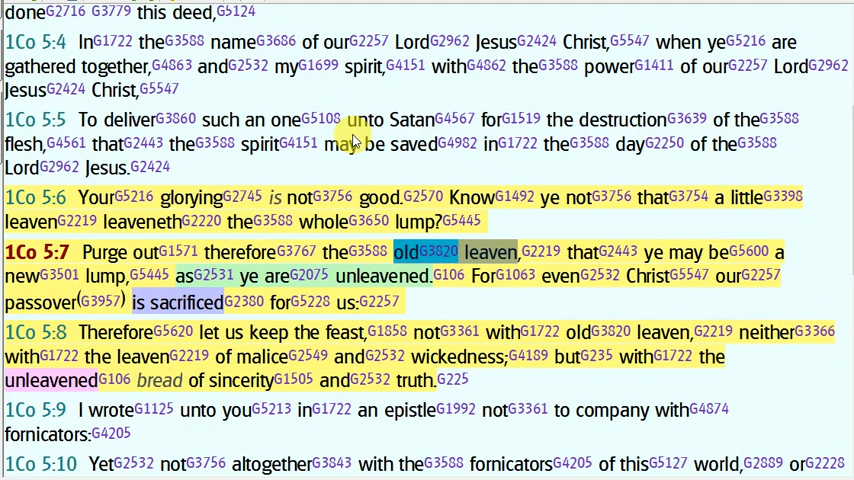 doneG2716 G3779 this deed,G5124
1Co 5:4 InG1722 theG3588 nameG3686 of ourG2257 LordG2962 JesusG2424 Christ,G5547 when yeG5216 are
gathered together,G4863 andG2532 myG1699 spirit,G4151 withG4862 theG3588 powerG1411 of ourG2257 LordG2962
JesusG2424 Christ,G5547
1Co 5:5 To deliverG3860 such an oneG5108 untoSatanG4567 forG1519 the destructionG3639 of theG3588
flesh,G4561 thatG2443 theG3588 spiritG4151 may be savedG4982 inG1722 theG3588 dayG2250 of theG3588
LordG2962 Jesus.G2424
1Co 5:6 YourG5216 gloryingG2745 is notG3756 good.G2570 KnowG1492 ye notG3756 thatG3754 a littleG3398
leavenG2219 leavenethG2220 theG3588 wholeG3650 lump?G5445
1Co 5:7 Purge outG1571 thereforeG3767 theG3588 oldG3820 leaven,G2219 thatG2443 ye may beG5600 a
newG3501 lump,G5445 asG2531 ye areG2075 unleavened.G106 ForG1063 evenG2532 ChristG5547 ourG2257
passover(G3957) is sacrificedG2380 forG5228 us:G2257
1Co 5:8 ThereforeG5620 let us keep the feast,G1858 notG3361 withG1722 oldG3820 leaven,G2219 neitherG3366
withG1722 the leavenG2219 of maliceG2549 andG2532 wickedness;G4189 butG235 withG1722 the
unleavenedG106 bread of sincerityG1505 andG2532 truth.G225
1Co 5:9 I wroteG1125 unto youG5213 inG1722 an epistleG1992 notG3361 to company withG4874
fornicators:G4205
1Co 5:10 YetG2532 notG3756 altogetherG3843 with theG3588 fornicatorsG4205 of thisG5127 world,G2889 orG2228